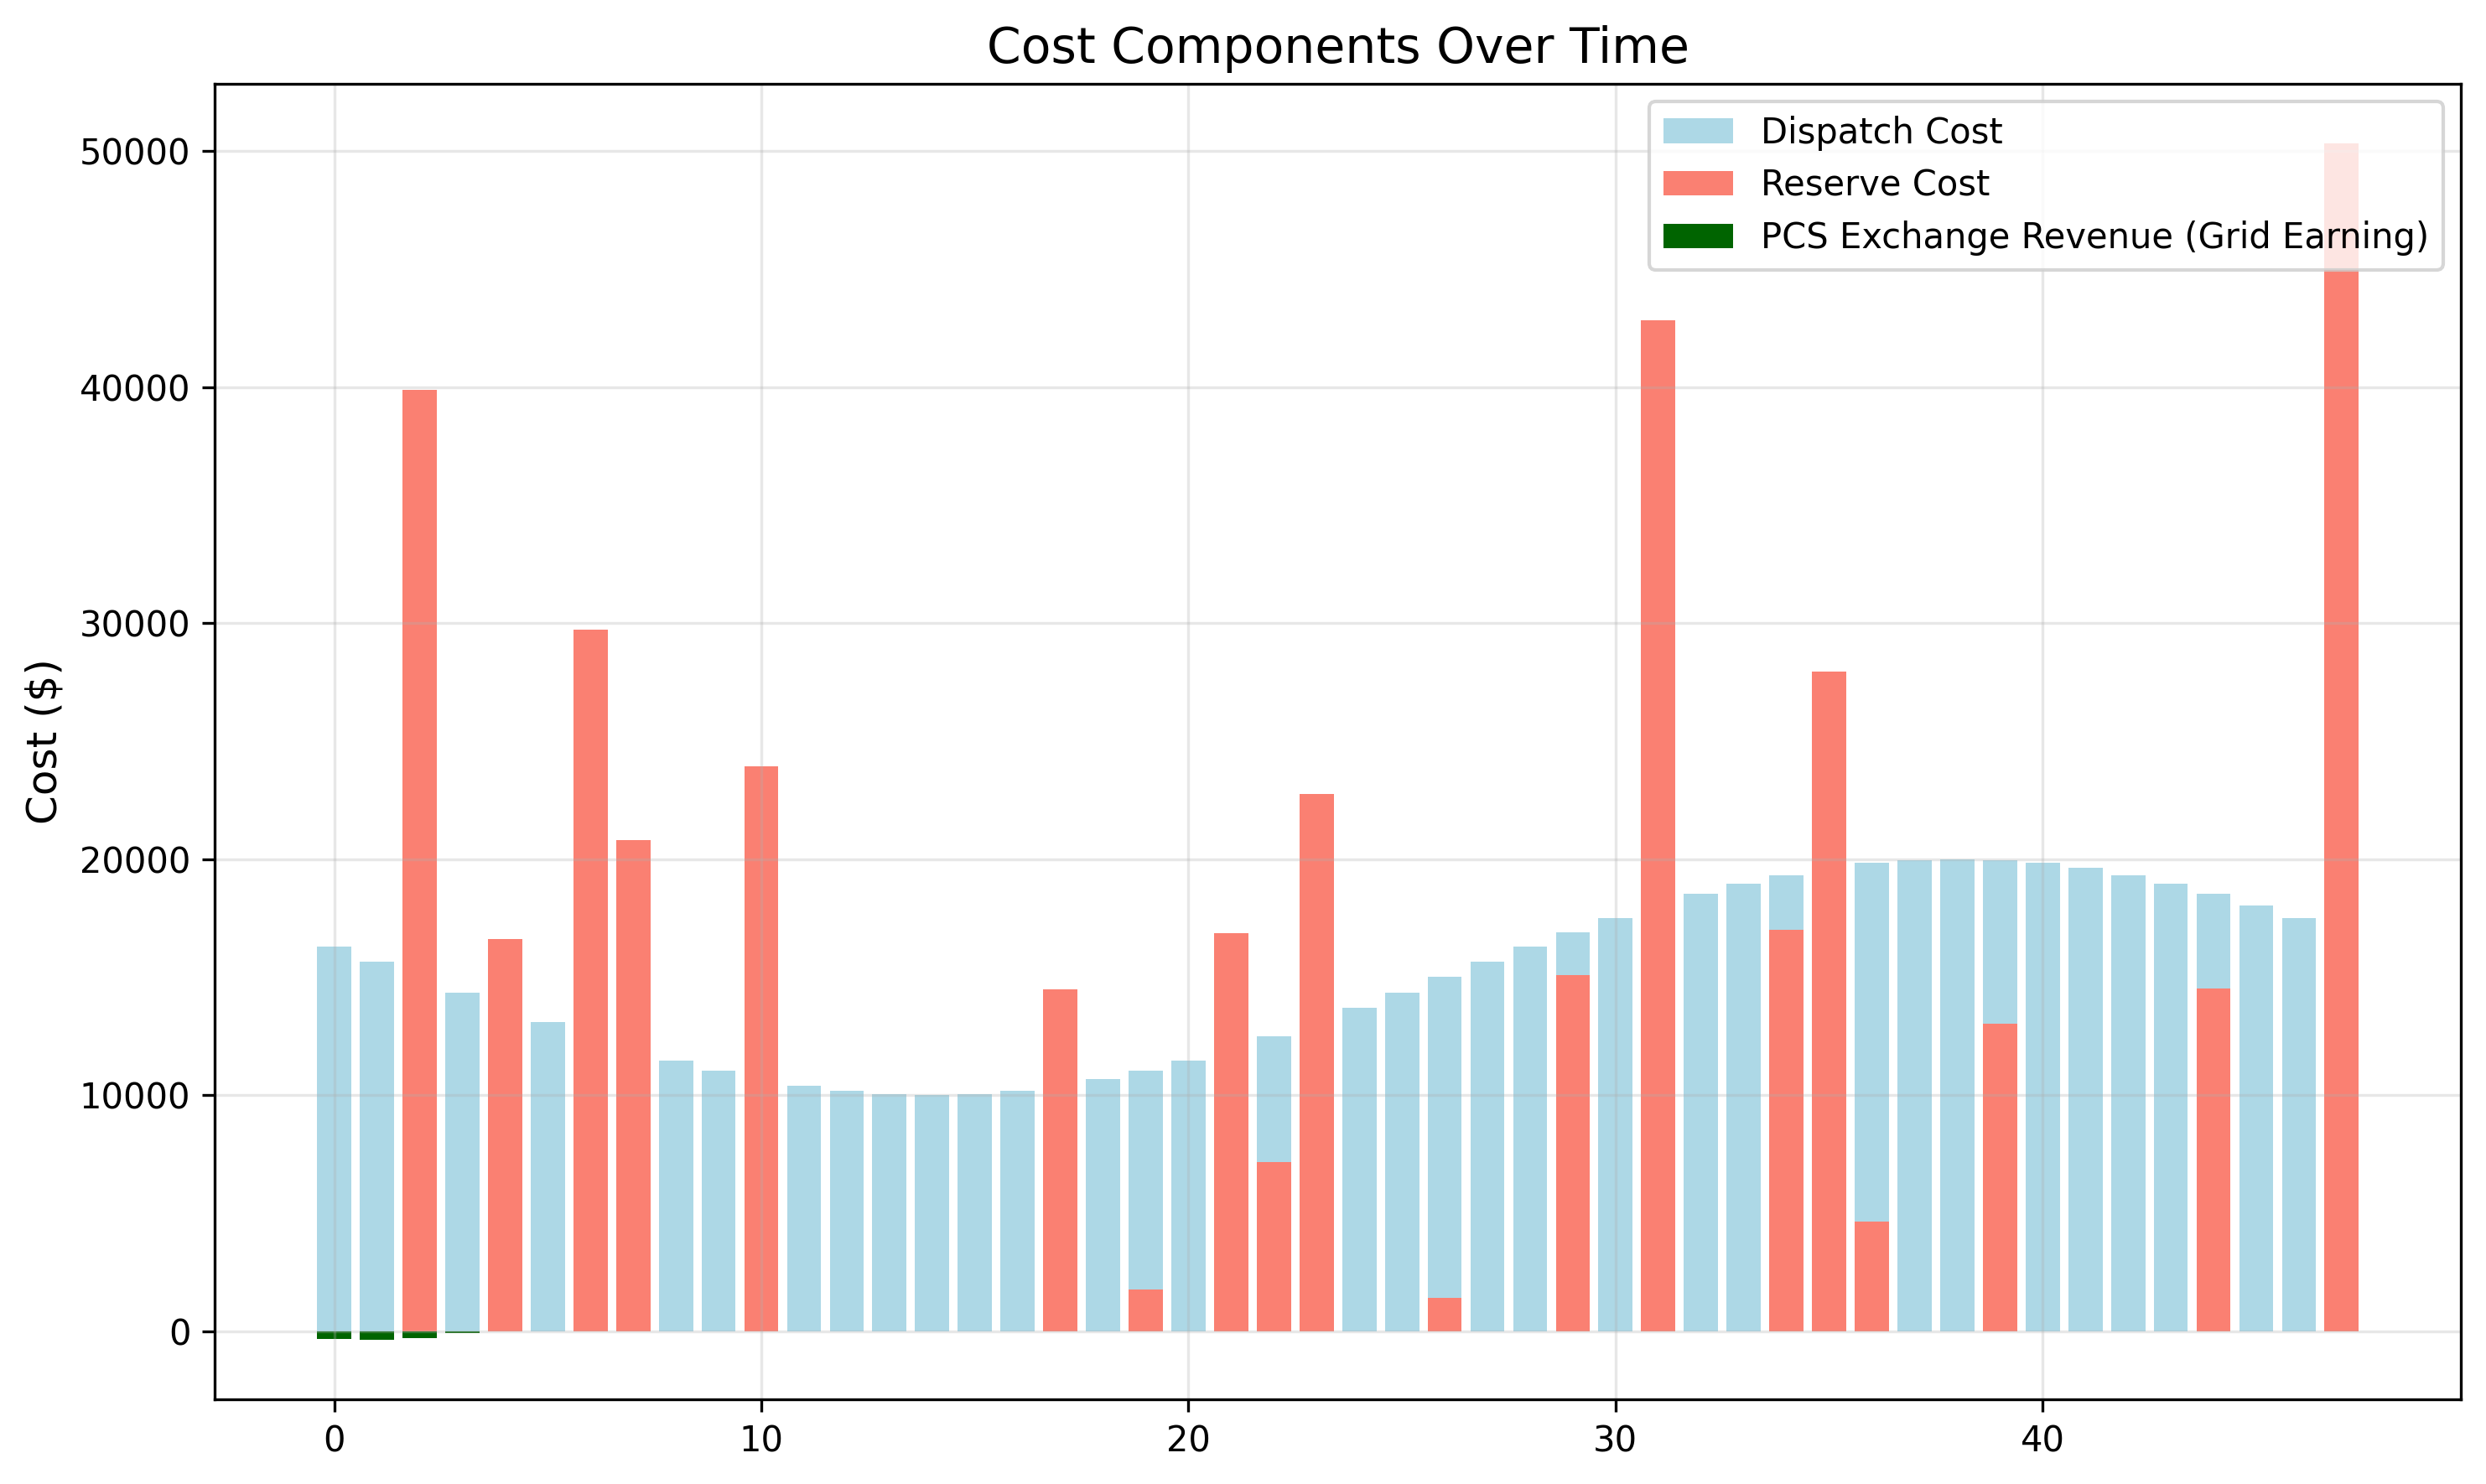 Cost Components Over Time
Dispatch Cost
Reserve Cost
PCS Exchange Revenue (Grid Earning)
Cost ($)
50000
40000
30000
20000
10000
0
0 10 20 30 40